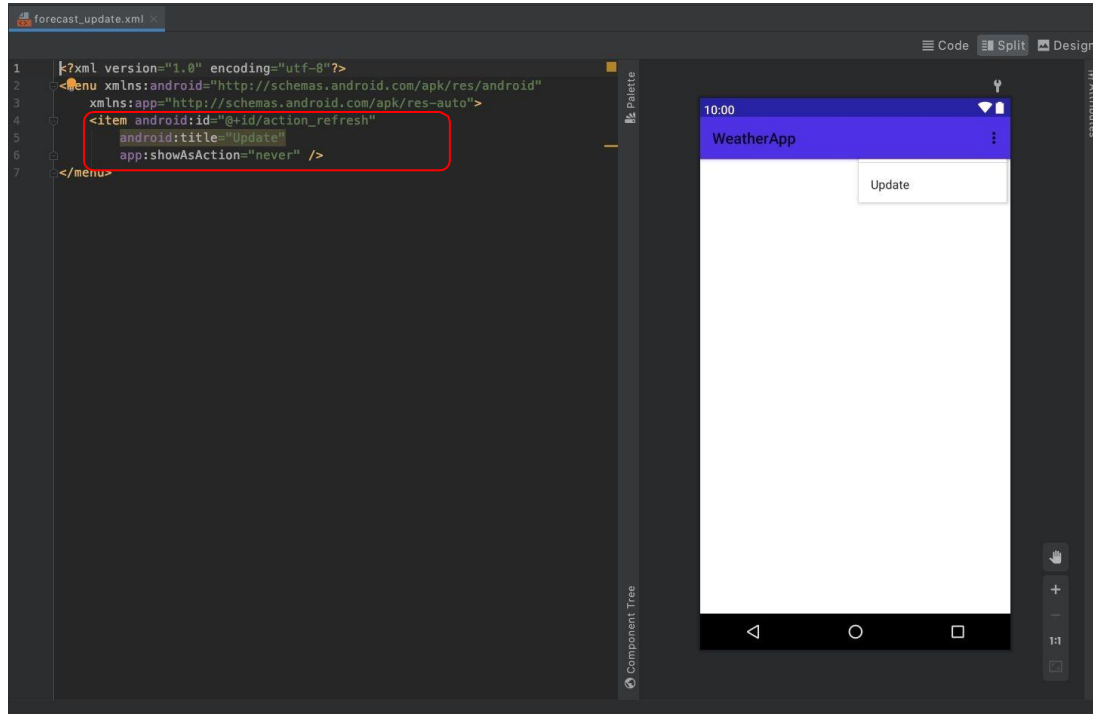 forecast_update.xml
Code Split Design
1 <?xml version="1.0" encoding="utf-8"?>
2 <menu xmlns:android="http://schemas.android.com/apk/res/android"
3 xmlns:app="http://schemas.android.com/apk/res-auto">
4 <item android:id="@+id/action_refresh"
5 android:title="Update"
6 app:showAsAction="never" />
7 </menu>
Palette
Component Tree
10:00
WeatherApp
Update
Attributes
1:1